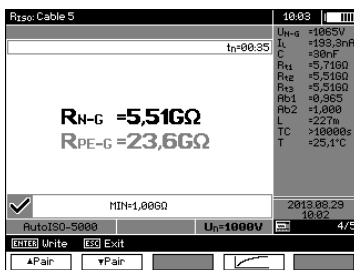 RISO: Cable 5
10:03
tn=00:35
RN-G =5,51GΩ
RPE-G =23,6GΩ
MIN=1,00GΩ
AutoISO-5000
Un=1000V
UN-G =1065V
IL =193,3nA
C =30nF
Rt1 =5,71GΩ
Rt2 =5,51GΩ
Rt3 =5,51GΩ
Ab1 =0,965
Ab2 =1,000
L =227m
TC >10000s
T =25,1°C
2013.08.29
10:02
4/5
ENTER Write ESC Exit
▲Pair ▼Pair